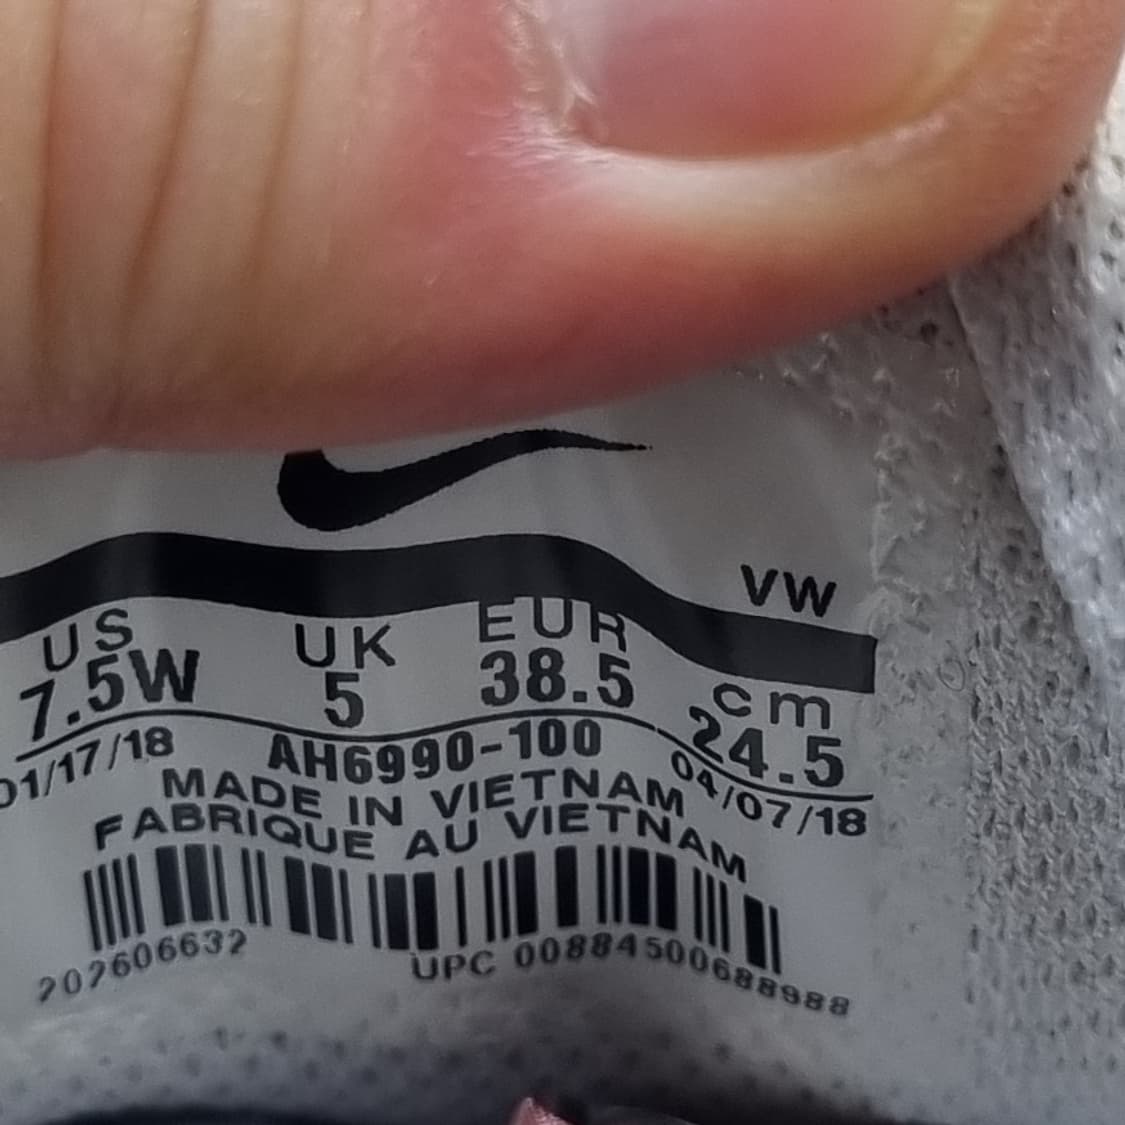 VW
US UK EUR cm
7.5W 5 38.5 24.5
01/17/18 AH6990-100 04/07/18
MADE IN VIETNAM
FABRIQUE AU VIETNAM
202606632 UPC 00884500688988